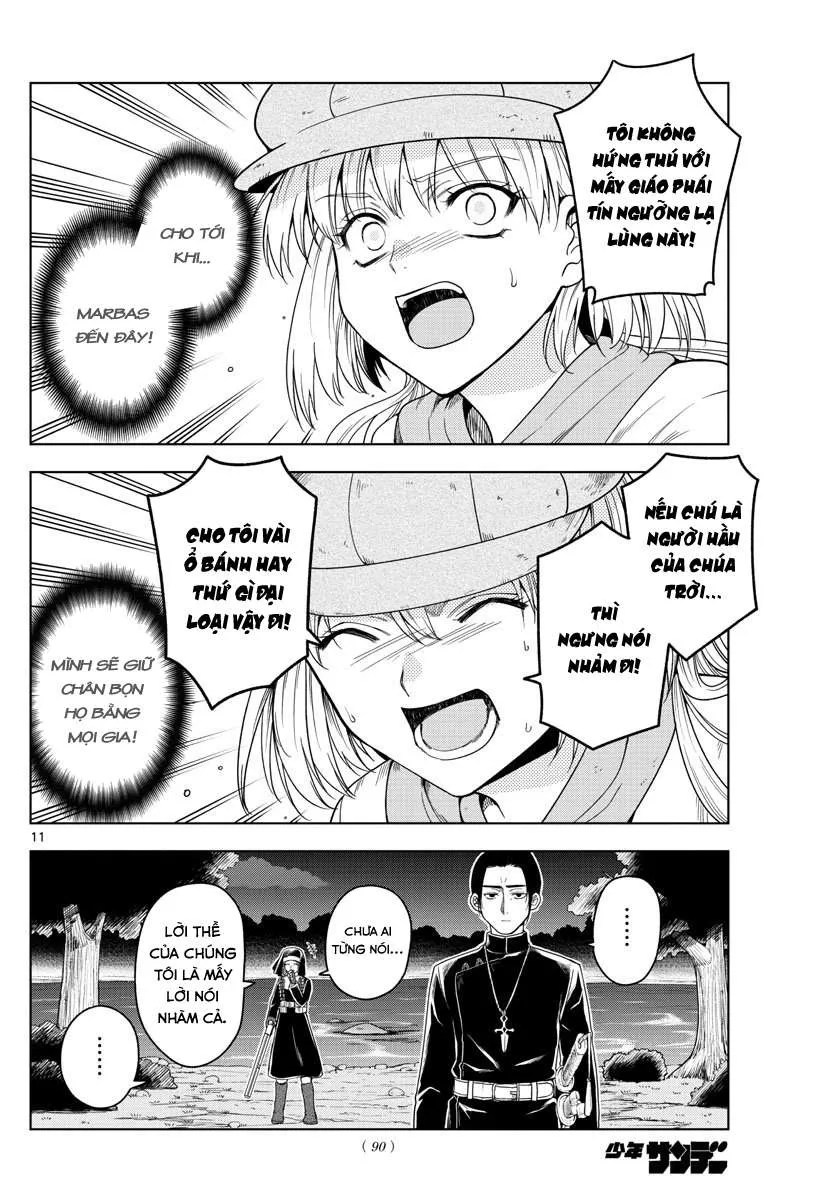 TÔI KHÔNG
HỨNG THÚ VỚI
MẤY GIÁO PHÁI
TÍN NGƯỠNG LẠ
LÙNG NÀY!
CHO TỚI
KHI...
MARBAS
ĐẾN ĐÂY!
NẾU CHÚ LÀ
NGƯỜI HẦU
CỦA CHÚA
TRỜI...
THÌ
NGƯNG NÓI
NHẢM ĐI!
CHO TÔI VÀI
Ổ BÁNH HAY
THỨ GÌ ĐẠI
LOẠI VẬY ĐI!
MÌNH SẼ GIỮ
CHÂN BỌN
HỌ BẰNG
MỌI GIA!
11
......
CHƯA AI
TỪNG NÓI...
LỜI THỀ
CỦA CHÚNG
TÔI LÀ MẤY
LỜI NÓI
NHẢM CẢ.
......
( 90 )
少年サンデー